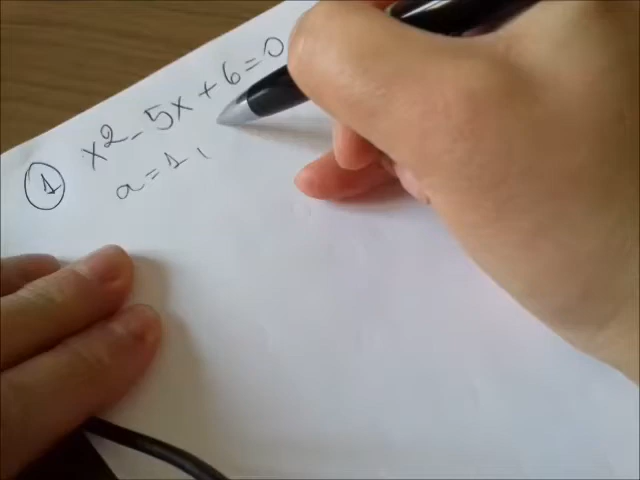 ① x² - 5x + 6 = 0
a = 1,